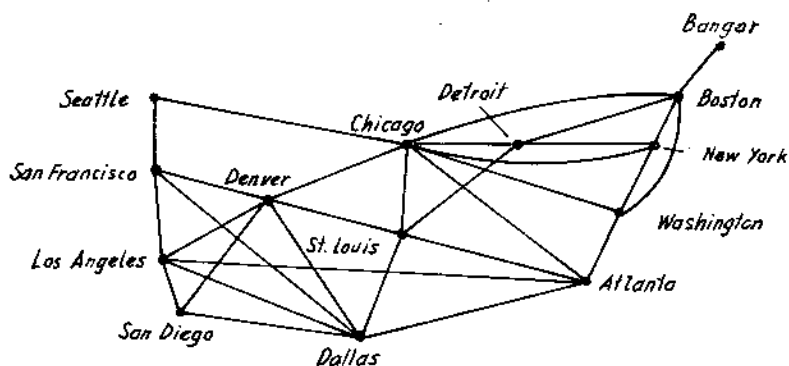 Bangor
Seattle
Detroit
Boston
Chicago
San Francisco
Denver
New York
St. Louis
Washington
Los Angeles
Atlanta
San Diego
Dallas